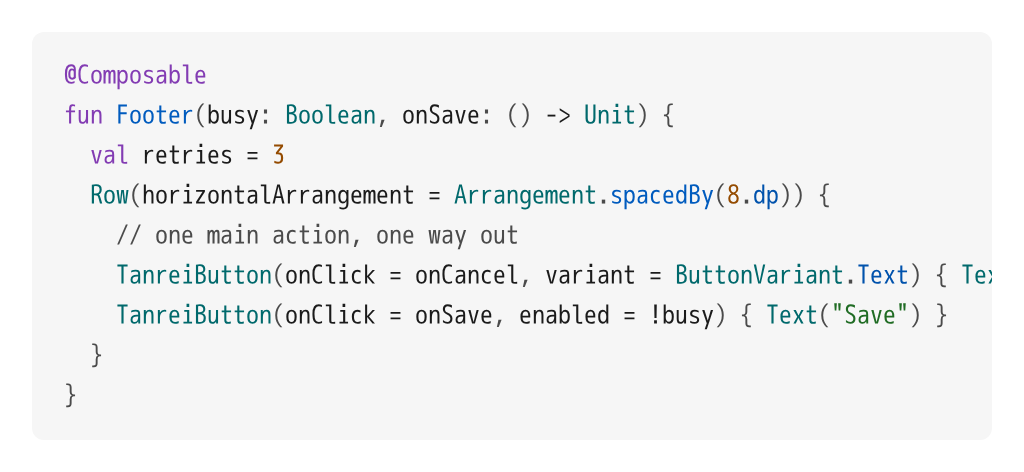 @Composable
fun Footer(busy: Boolean, onSave: () -> Unit) {
  val retries = 3
  Row(horizontalArrangement = Arrangement.spacedBy(8.dp)) {
    // one main action, one way out
    TanreiButton(onClick = onCancel, variant = ButtonVariant.Text) {
    TanreiButton(onClick = onSave, enabled = !busy) { Text("Save") }
  }
}